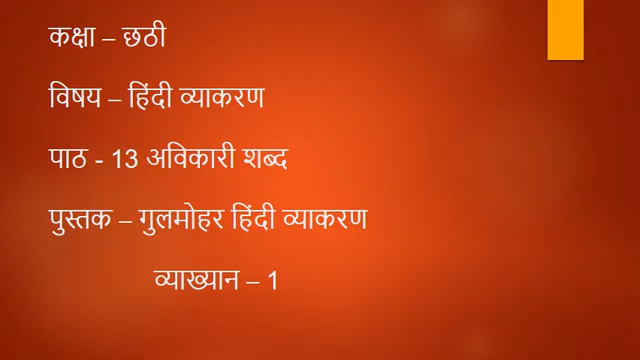 कक्षा – छठी
विषय – हिंदी व्याकरण
पाठ - 13 अविकारी शब्द
पुस्तक – गुलमोहर हिंदी व्याकरण
व्याख्यान – 1